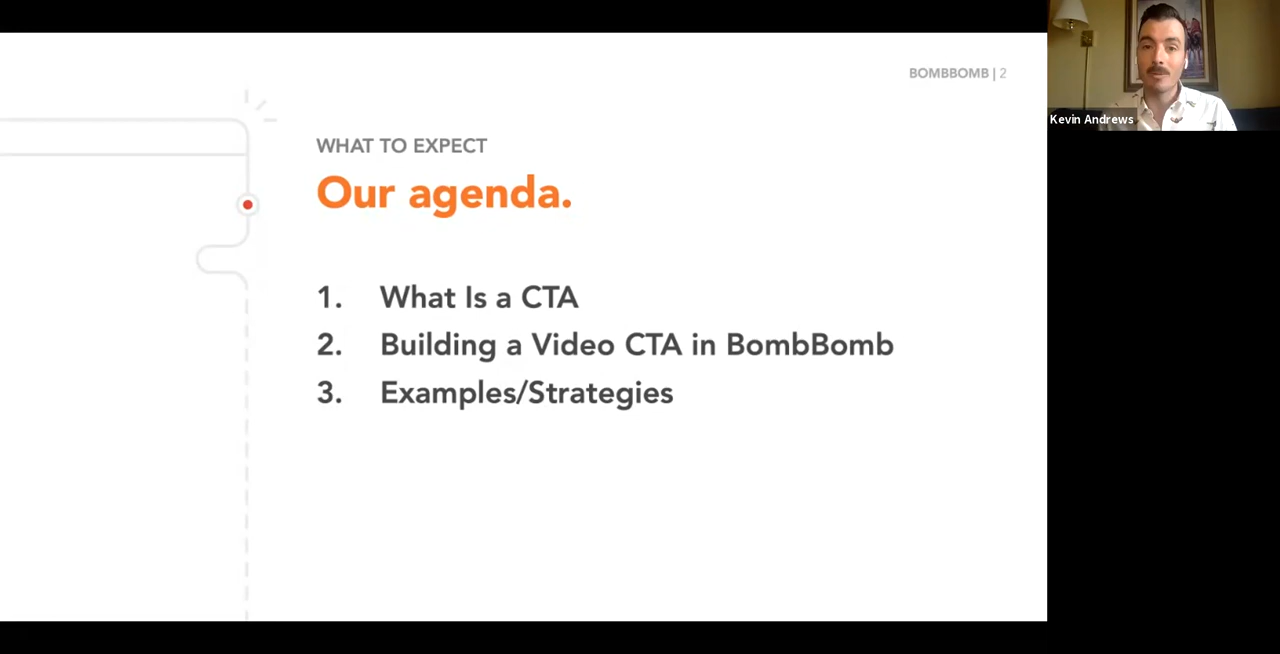 BOMBBOMB | 2
WHAT TO EXPECT
Our agenda.
1. What Is a CTA
2. Building a Video CTA in BombBomb
3. Examples/Strategies
Kevin Andrews